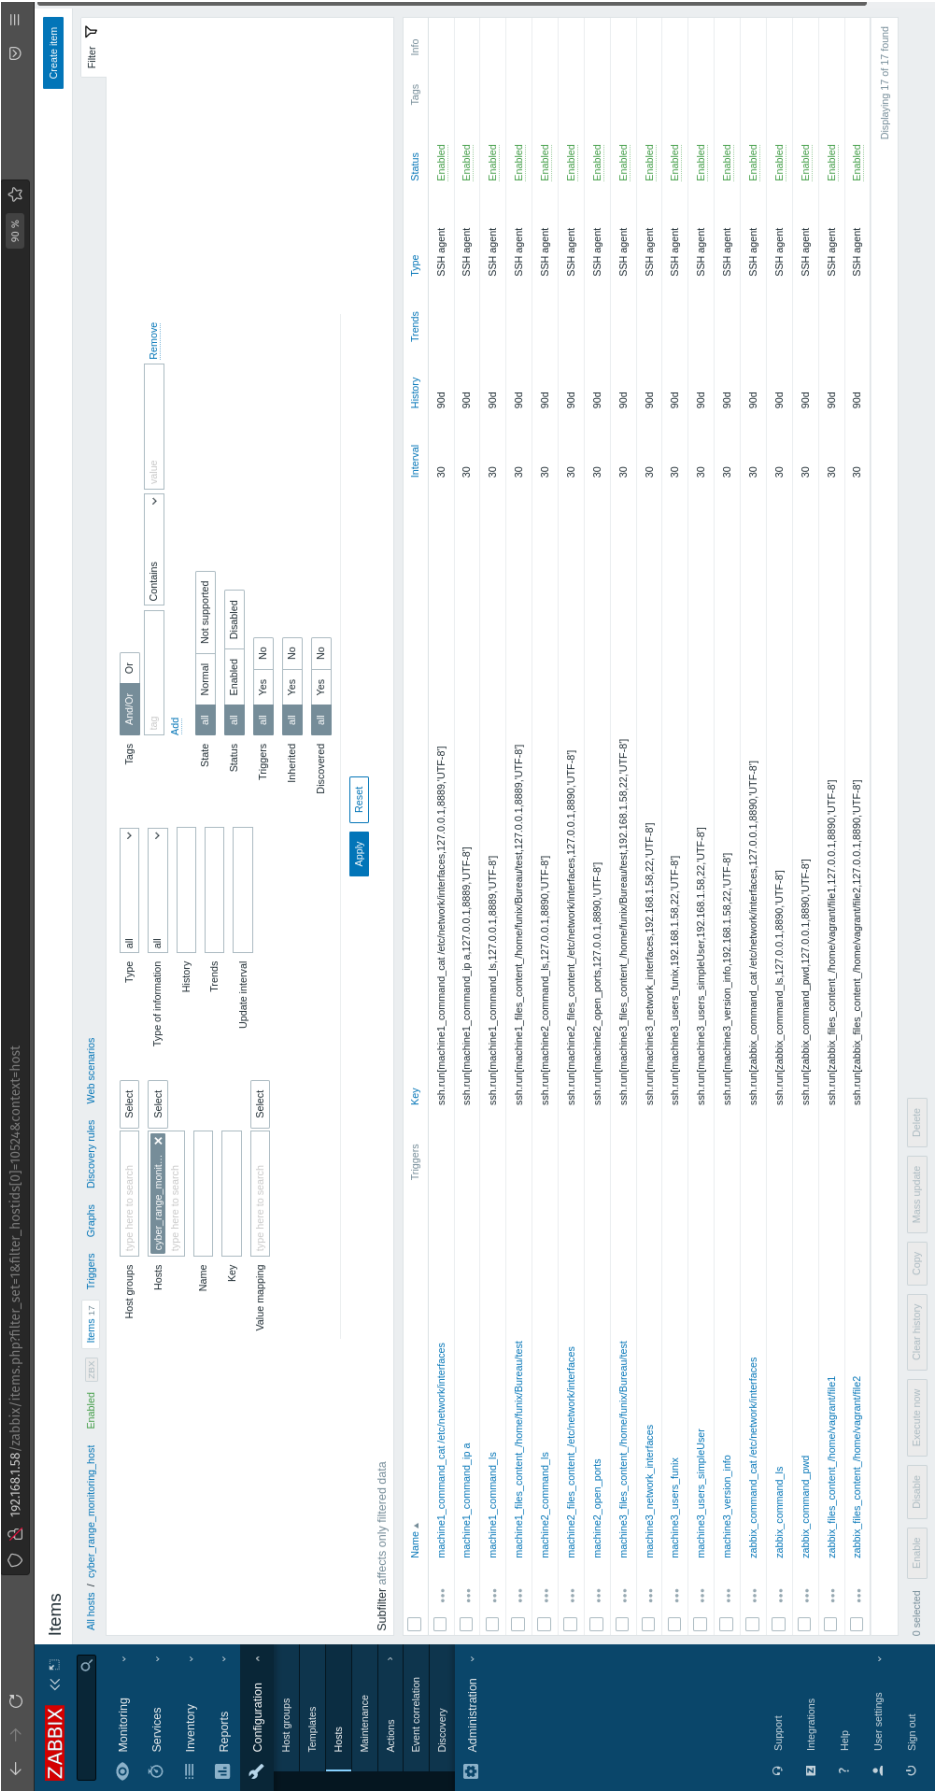 192.168.1.58/zabbix/items.php?filter_set=1&filter_hostids[0]=10524&context=host
90 %
ZABBIX
Monitoring
Services
Inventory
Reports
Configuration
Host groups
Templates
Hosts
Maintenance
Actions
Event correlation
Discovery
Administration
Support
Integrations
Help
User settings
Sign out
Items
Create item
All hosts / cyber_range_monitoring_host Enabled ZBX Items 17 Triggers Graphs Discovery rules Web scenarios
Filter
Host groups type here to search Select Type all Tags And/Or Or
Hosts cyber_range_monit... Select Type of information all tag Contains value Remove
type here to search
Add
Name History State all Normal Not supported
Key Trends Status all Enabled Disabled
Value mapping type here to search Select Update interval Triggers all Yes No
Inherited all Yes No
Discovered all Yes No
Apply Reset
Subfilter affects only filtered data
Name Triggers Key Interval History Trends Type Status Tags Info
machine1_command_cat /etc/network/interfaces ssh.run[machine1_command_cat /etc/network/interfaces,127.0.0.1,8889,'UTF-8'] 30 90d SSH agent Enabled
machine1_command_ip a ssh.run[machine1_command_ip a,127.0.0.1,8889,'UTF-8'] 30 90d SSH agent Enabled
machine1_command_ls ssh.run[machine1_command_ls,127.0.0.1,8889,'UTF-8'] 30 90d SSH agent Enabled
machine1_files_content_/home/funix/Bureau/test ssh.run[machine1_files_content_/home/funix/Bureau/test,127.0.0.1,8889,'UTF-8'] 30 90d SSH agent Enabled
machine2_command_ls ssh.run[machine2_command_ls,127.0.0.1,8890,'UTF-8'] 30 90d SSH agent Enabled
machine2_files_content_/etc/network/interfaces ssh.run[machine2_files_content_/etc/network/interfaces,127.0.0.1,8890,'UTF-8'] 30 90d SSH agent Enabled
machine2_open_ports ssh.run[machine2_open_ports,127.0.0.1,8890,'UTF-8'] 30 90d SSH agent Enabled
machine3_files_content_/home/funix/Bureau/test ssh.run[machine3_files_content_/home/funix/Bureau/test,192.168.1.58,22,'UTF-8'] 30 90d SSH agent Enabled
machine3_network_interfaces ssh.run[machine3_network_interfaces,192.168.1.58,22,'UTF-8'] 30 90d SSH agent Enabled
machine3_users_funix ssh.run[machine3_users_funix,192.168.1.58,22,'UTF-8'] 30 90d SSH agent Enabled
machine3_users_simpleUser ssh.run[machine3_users_simpleUser,192.168.1.58,22,'UTF-8'] 30 90d SSH agent Enabled
machine3_version_info ssh.run[machine3_version_info,192.168.1.58,22,'UTF-8'] 30 90d SSH agent Enabled
zabbix_command_cat /etc/network/interfaces ssh.run[zabbix_command_cat /etc/network/interfaces,127.0.0.1,8890,'UTF-8'] 30 90d SSH agent Enabled
zabbix_command_ls ssh.run[zabbix_command_ls,127.0.0.1,8890,'UTF-8'] 30 90d SSH agent Enabled
zabbix_command_pwd ssh.run[zabbix_command_pwd,127.0.0.1,8890,'UTF-8'] 30 90d SSH agent Enabled
zabbix_files_content_/home/vagrant/file1 ssh.run[zabbix_files_content_/home/vagrant/file1,127.0.0.1,8890,'UTF-8'] 30 90d SSH agent Enabled
zabbix_files_content_/home/vagrant/file2 ssh.run[zabbix_files_content_/home/vagrant/file2,127.0.0.1,8890,'UTF-8'] 30 90d SSH agent Enabled
Displaying 17 of 17 found
0 selected Enable Disable Execute now Clear history Copy Mass update Delete